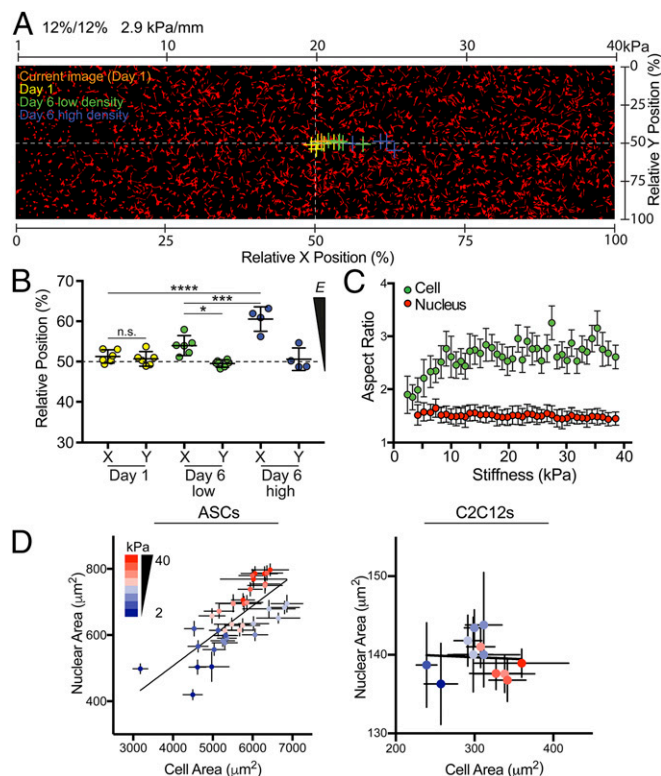 A 12%/12% 2.9 kPa/mm
1 10 20 30 40 kPa
Current image (Day 1)
Day 1
Day 6 low density
Day 6 high density
0
-25
-50
-75
-100
Relative Y Position (%)
0 25 50 75 100
Relative X Position (%)
B
70
60
50
40
30
Relative Position (%)
****
***
*
n.s.
E
X Y X Y X Y
Day 1 Day 6 low Day 6 high
C
Cell
Nucleus
4
3
2
1
Aspect Ratio
0 10 20 30 40
Stiffness (kPa)
D
ASCs
kPa
40
2
800
600
400
Nuclear Area (μm²)
3000 4000 5000 6000 7000
Cell Area (μm²)
C2C12s
150
140
130
Nuclear Area (μm²)
200 300 400
Cell Area (μm²)